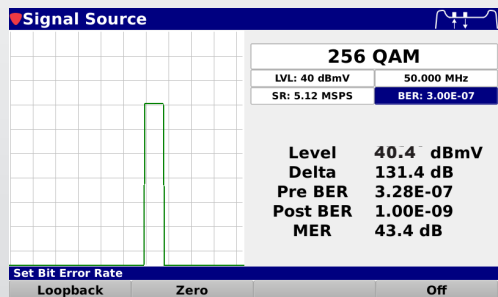 Signal Source
256 QAM
LVL: 40 dBmV 50.000 MHz
SR: 5.12 MSPS BER: 3.00E-07
Level 40.4 dBmV
Delta 131.4 dB
Pre BER 3.28E-07
Post BER 1.00E-09
MER 43.4 dB
Set Bit Error Rate
Loopback Zero Off